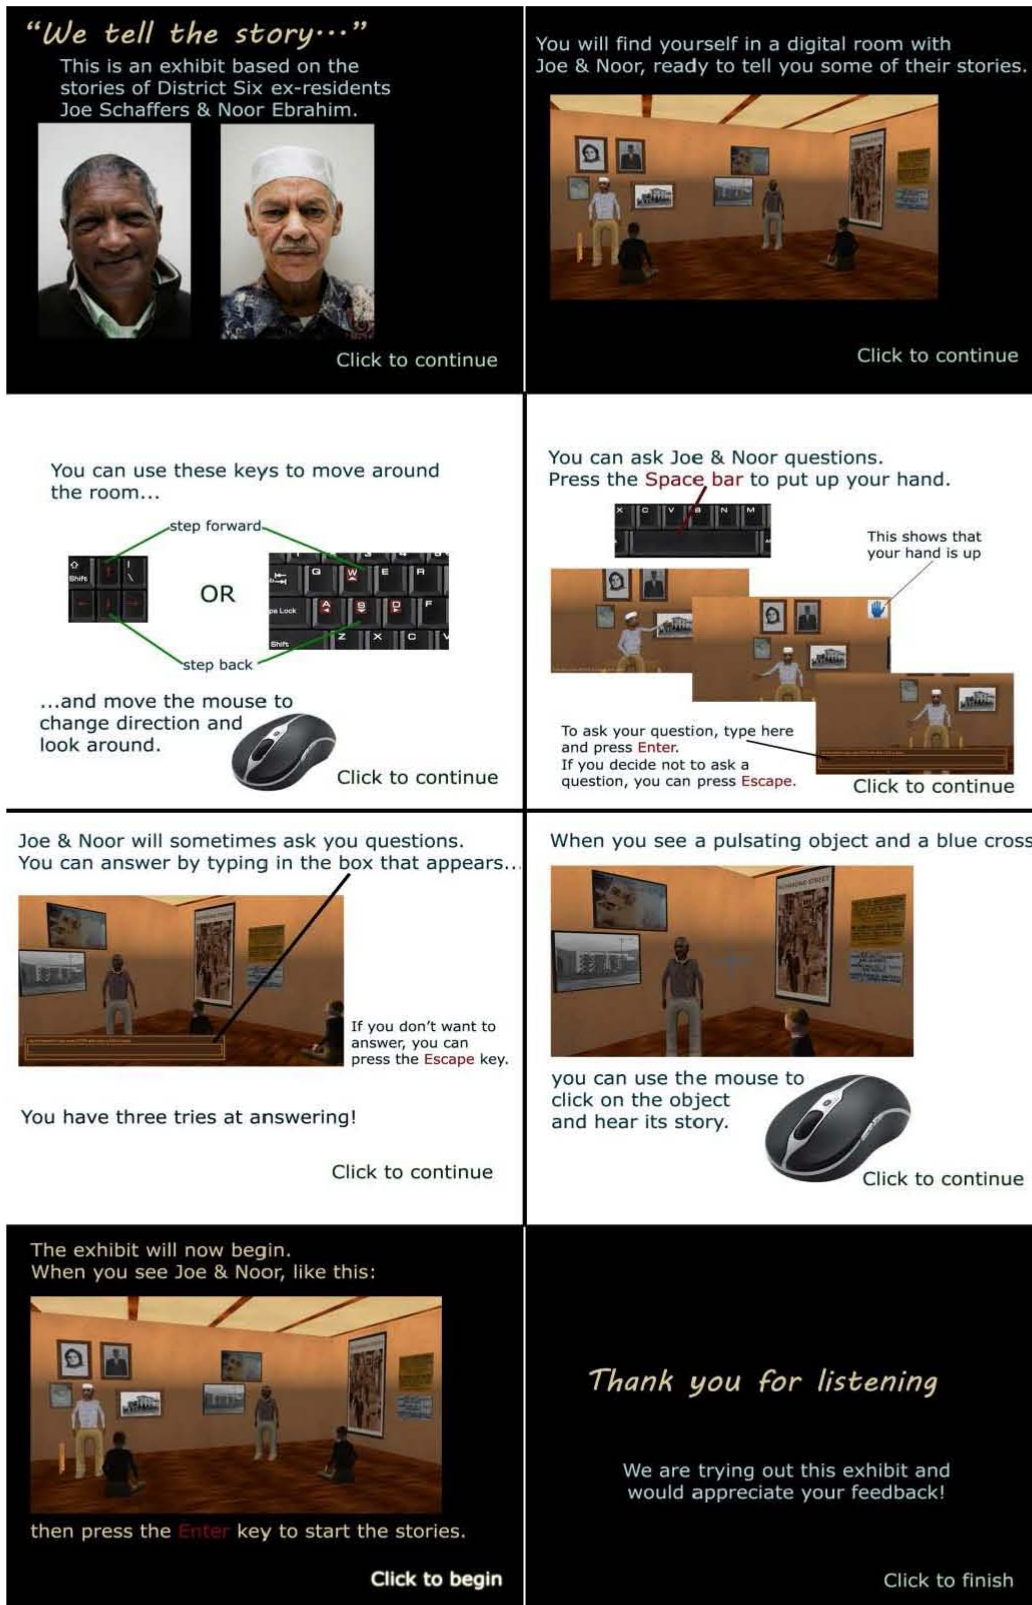 “We tell the story...”
This is an exhibit based on the
stories of District Six ex-residents
Joe Schaffers & Noor Ebrahim.
Click to continue
You will find yourself in a digital room with
Joe & Noor, ready to tell you some of their stories.
Click to continue
You can use these keys to move around
the room...
step forward
Shift
\
OR
Q W E R
Caps Lock
A S D F
Shift
Z X C V
step back
...and move the mouse to
change direction and
look around.
Click to continue
You can ask Joe & Noor questions.
Press the Space bar to put up your hand.
X C V B N M
This shows that
your hand is up
To ask your question, type here
and press Enter.
If you decide not to ask a
question, you can press Escape.
Click to continue
Joe & Noor will sometimes ask you questions.
You can answer by typing in the box that appears...
RICHMOND STREET
If you don't want to
answer, you can
press the Escape key.
You have three tries at answering!
Click to continue
When you see a pulsating object and a blue cross
RICHMOND STREET
you can use the mouse to
click on the object
and hear its story.
Click to continue
The exhibit will now begin.
When you see Joe & Noor, like this:
then press the Enter key to start the stories.
Click to begin
Thank you for listening
We are trying out this exhibit and
would appreciate your feedback!
Click to finish